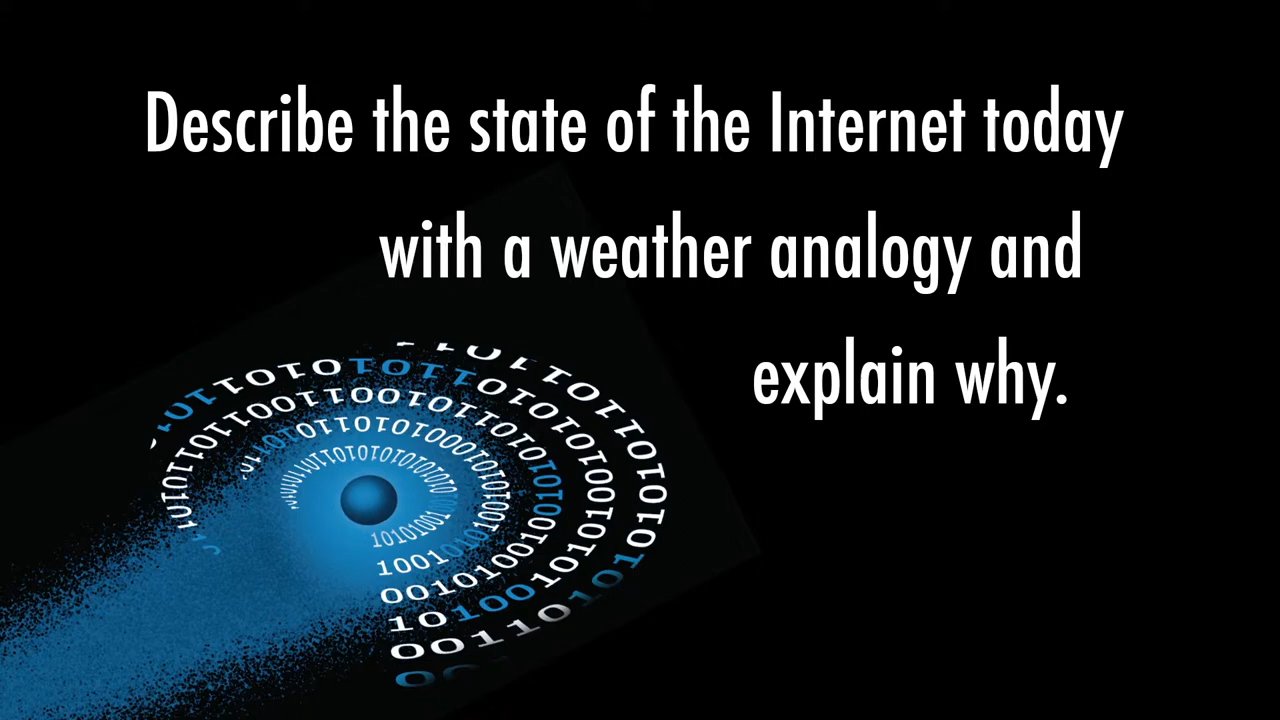 Describe the state of the Internet today
with a weather analogy and
explain why.